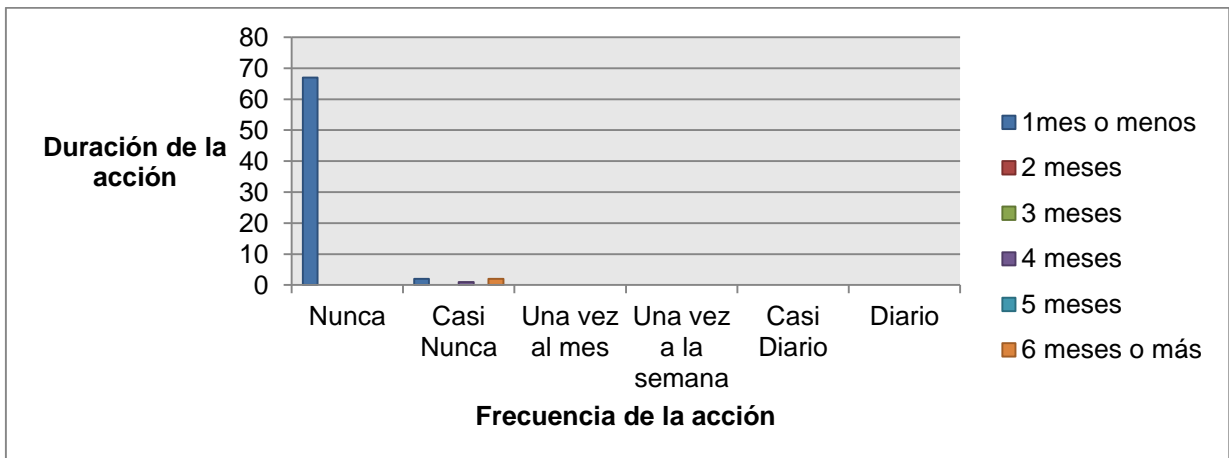 80
70
60
50
40
30
20
10
0
Duración de la
acción
Nunca
Casi
Nunca
Una vez
al mes
Una vez
a la
semana
Casi
Diario
Diario
Frecuencia de la acción
1mes o menos
2 meses
3 meses
4 meses
5 meses
6 meses o más